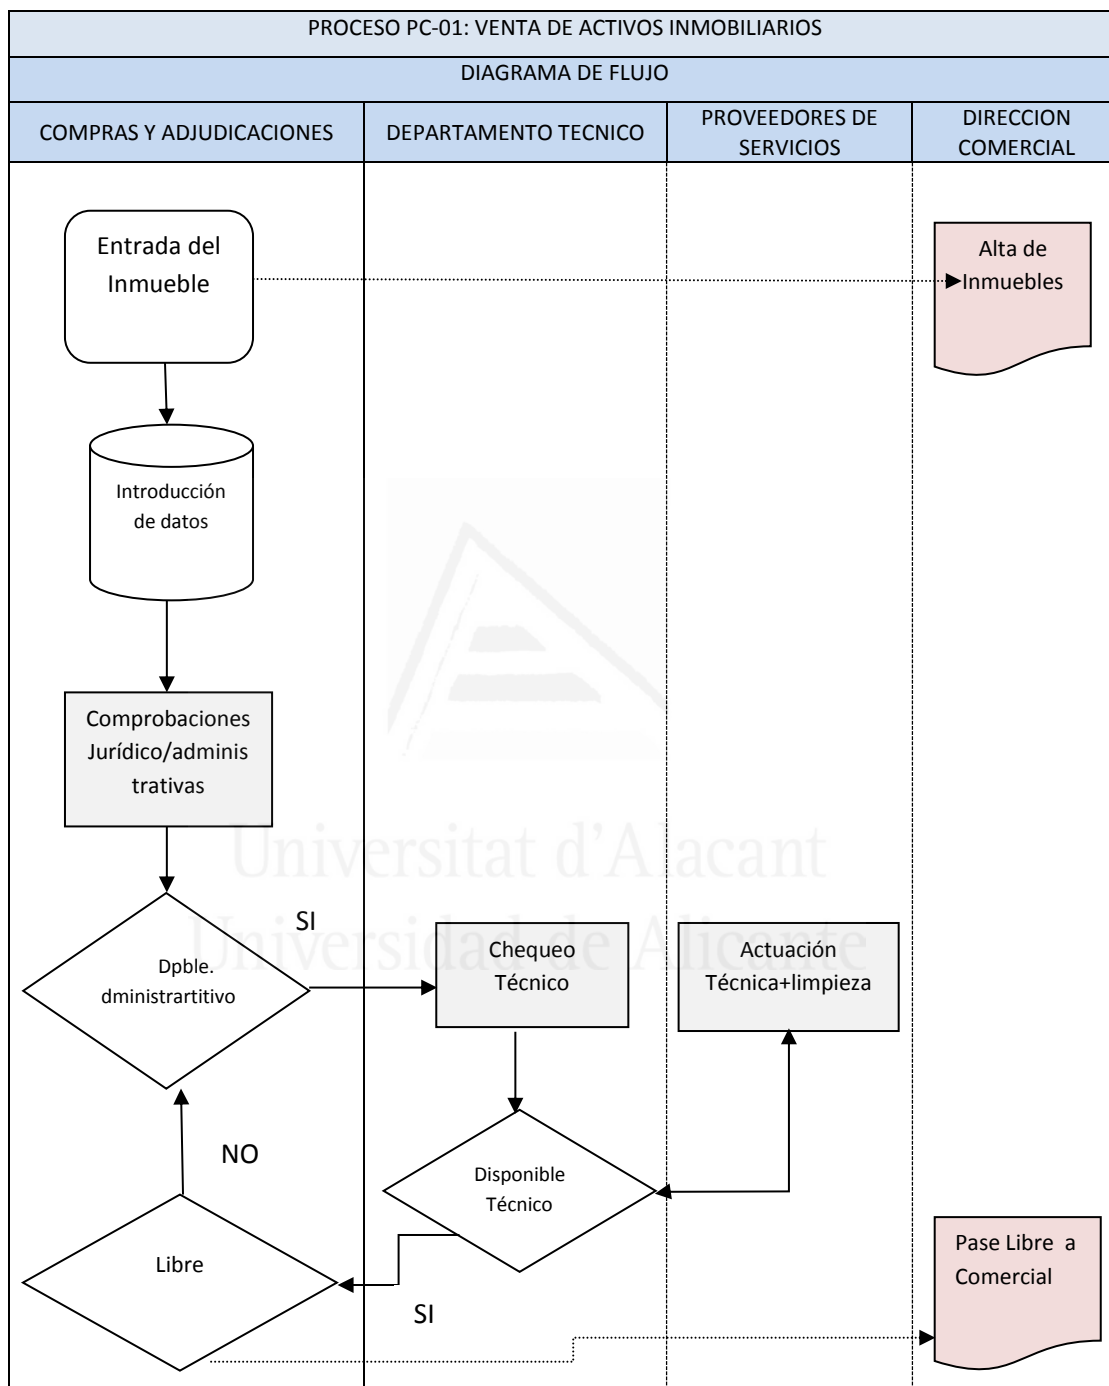 PROCESO PC-01: VENTA DE ACTIVOS INMOBILIARIOS
DIAGRAMA DE FLUJO
COMPRAS Y ADJUDICACIONES
DEPARTAMENTO TECNICO
PROVEEDORES DE
SERVICIOS
DIRECCION
COMERCIAL
Entrada del
Inmueble
Alta de
Inmuebles
Introducción
de datos
Comprobaciones
Jurídico/adminis
trativas
Universitat d'Alacant
Universidad de Alicante
SI
Dpble.
dministrartitivo
Chequeo
Técnico
Actuación
Técnica+limpieza
NO
Disponible
Técnico
Libre
SI
Pase Libre a
Comercial